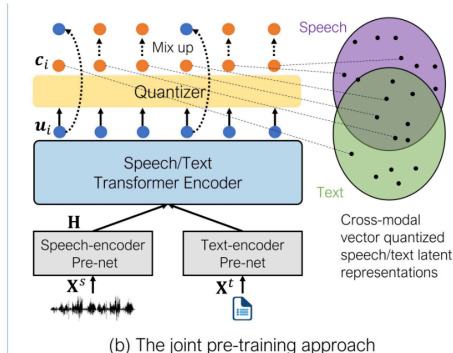 Speech
Mix up
c_i
Quantizer
u_i
Speech/Text
Transformer Encoder
Text
H
Cross-modal
vector quantized
speech/text latent
representations
Speech-encoder
Pre-net
Text-encoder
Pre-net
X^s
X^t
(b) The joint pre-training approach